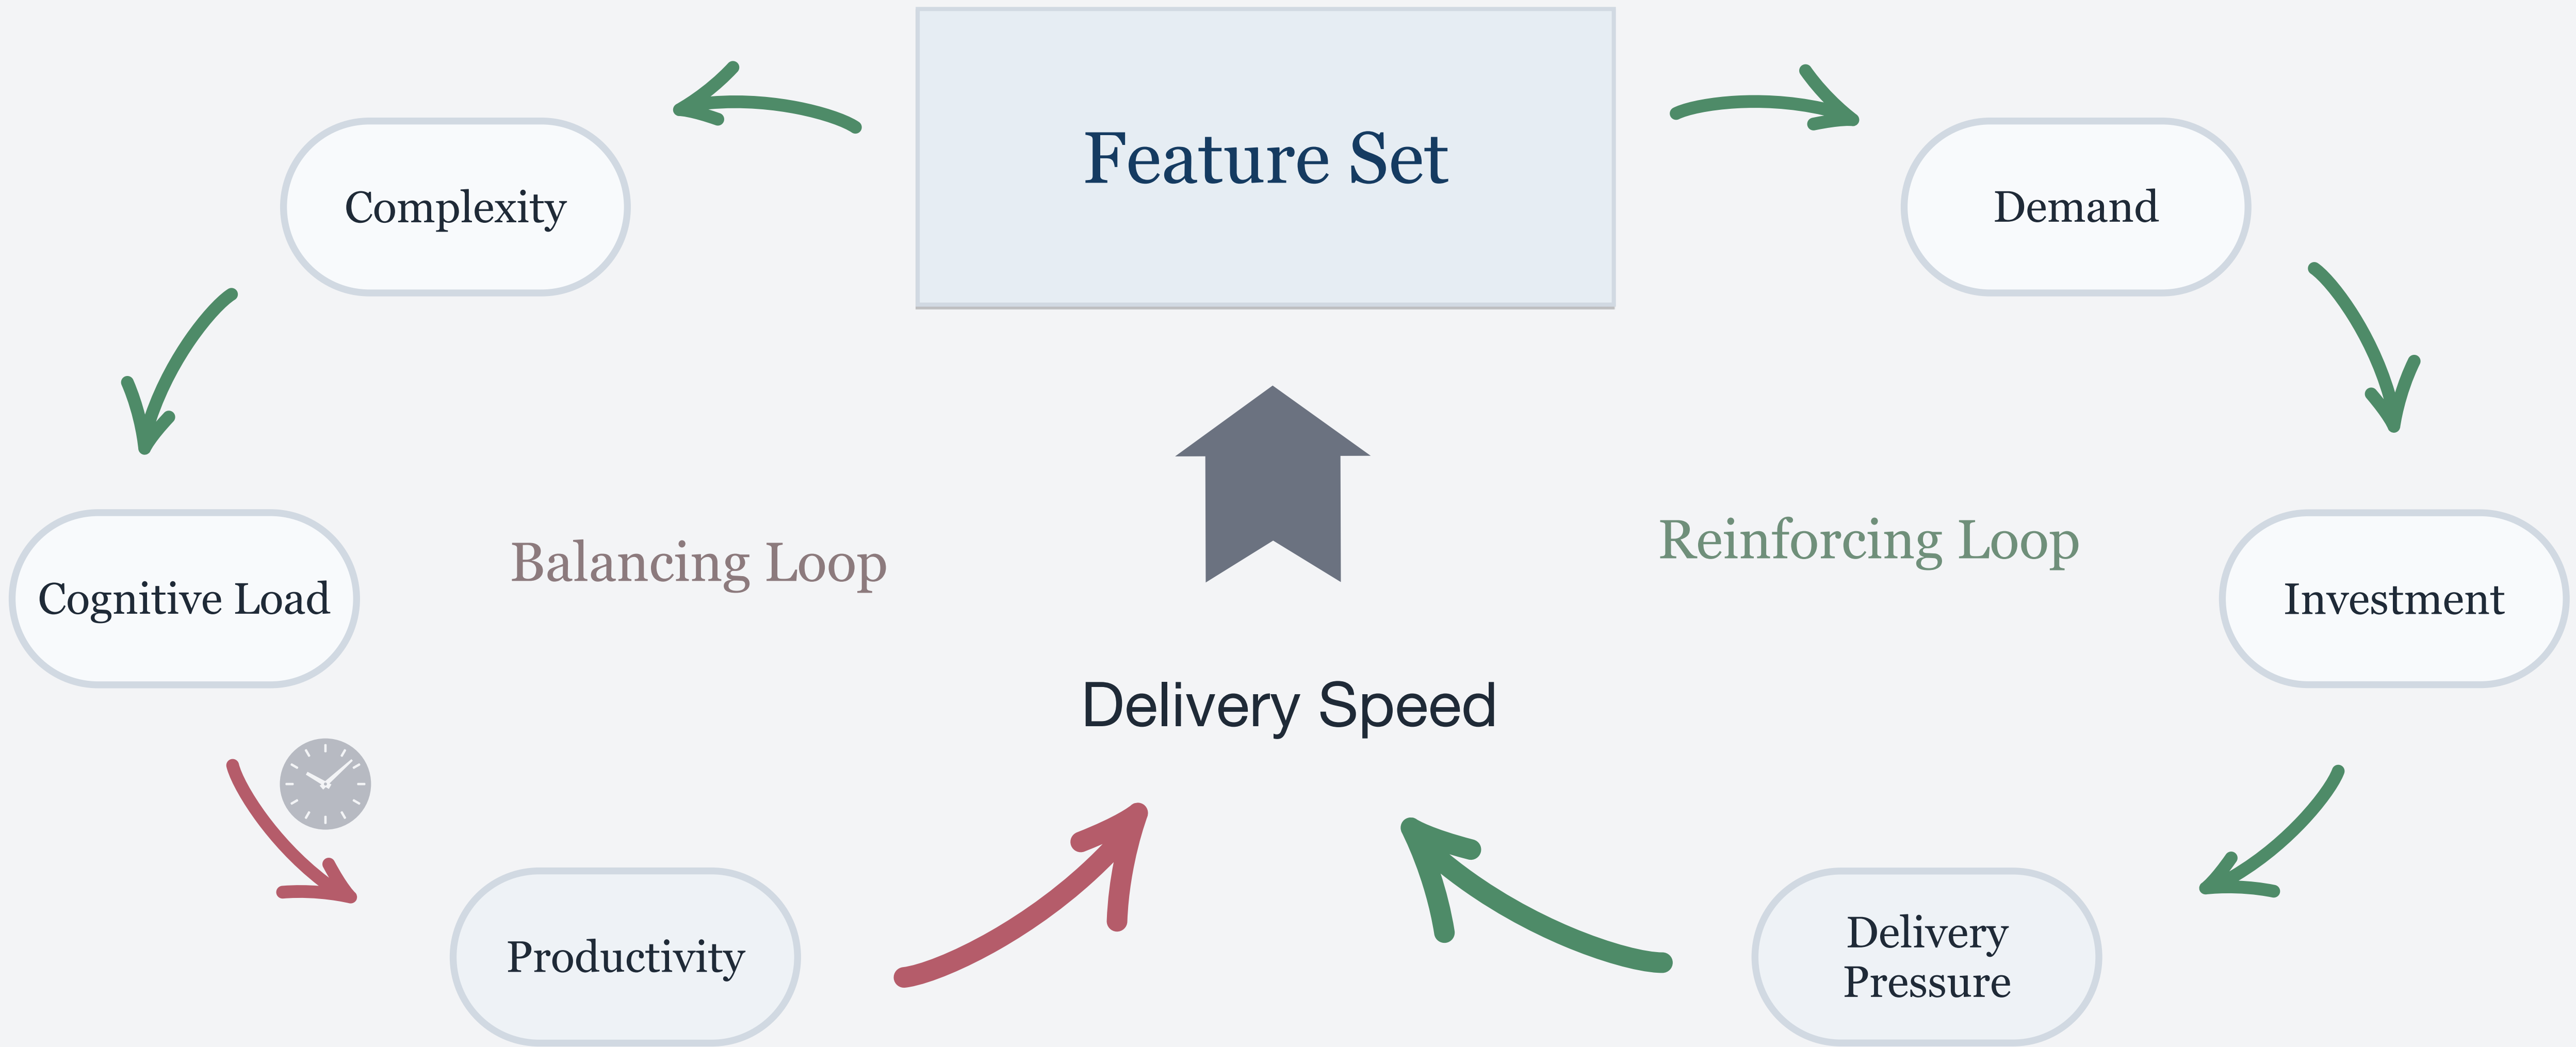 Feature Set
Complexity
Demand
Balancing Loop
Reinforcing Loop
Cognitive Load
Investment
Delivery Speed
Productivity
Delivery
Pressure